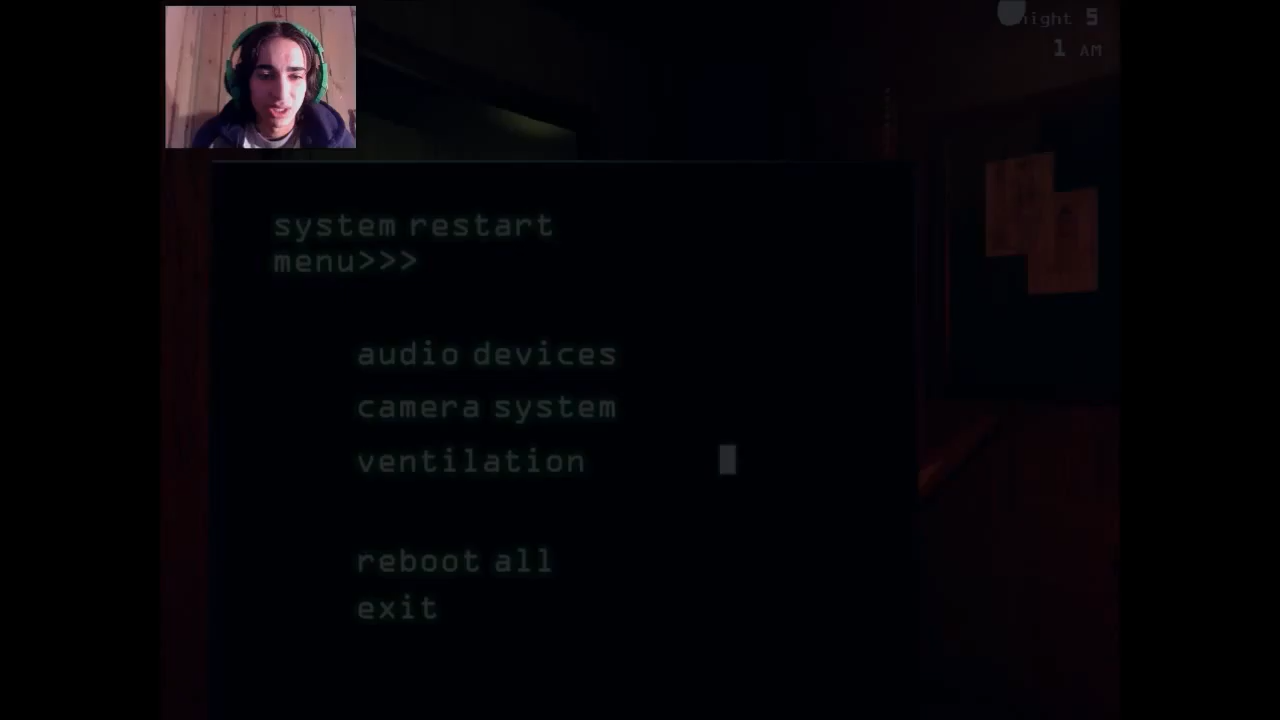 night 5
1 AM
system restart
menu>>>
audio devices
camera system
ventilation
reboot all
exit